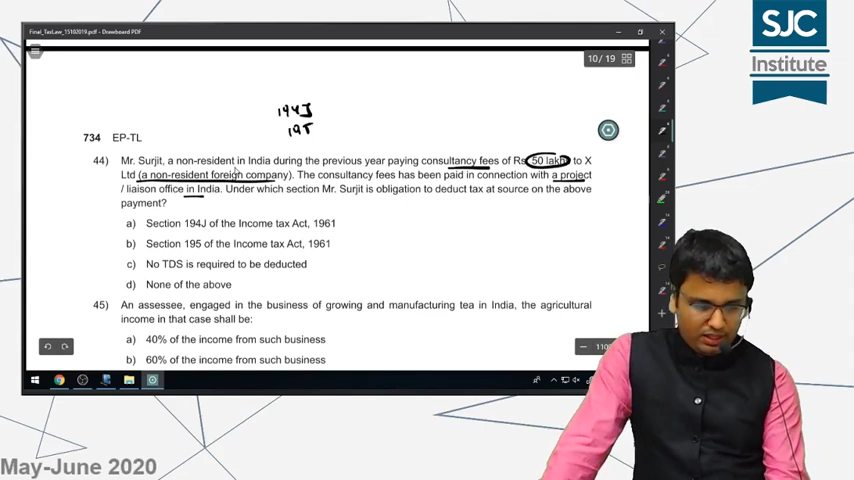 Final_TaxLaw_15102019.pdf - Drawboard PDF
SJC
Institute
10 / 19
194J
195
734 EP-TL
44) Mr. Surjit, a non-resident in India during the previous year paying consultancy fees of Rs. 50 lakh to X
Ltd (a non-resident foreign company). The consultancy fees has been paid in connection with a project
/ liaison office in India. Under which section Mr. Surjit is obligation to deduct tax at source on the above
payment?
a) Section 194J of the Income tax Act, 1961
b) Section 195 of the Income tax Act, 1961
c) No TDS is required to be deducted
d) None of the above
45) An assessee, engaged in the business of growing and manufacturing tea in India, the agricultural
income in that case shall be:
a) 40% of the income from such business
b) 60% of the income from such business
May-June 2020